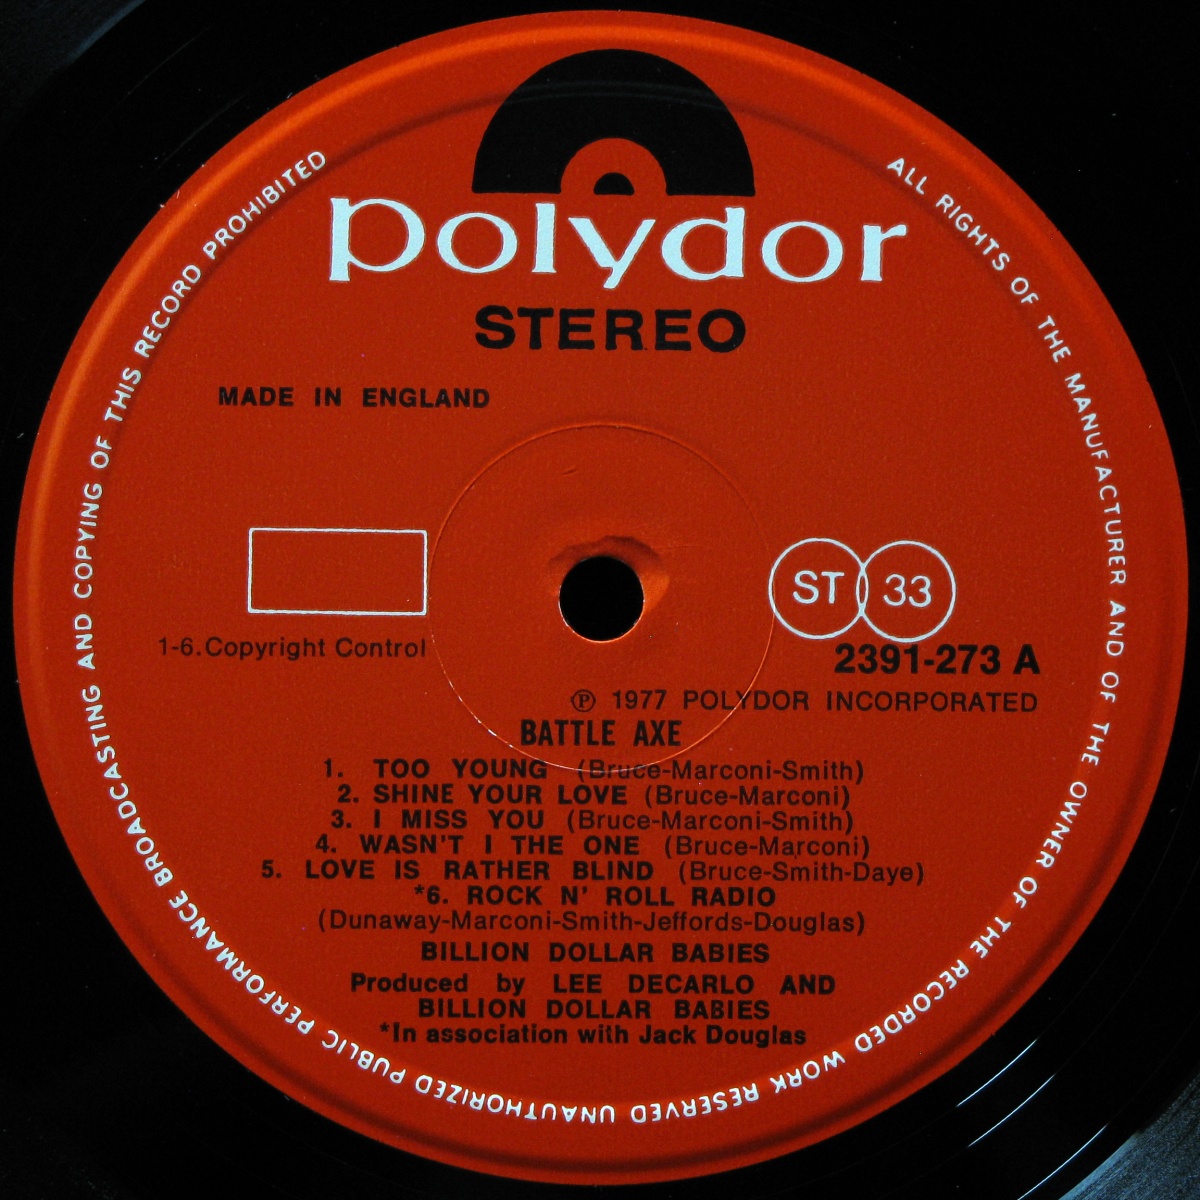 polydor
STEREO
MADE IN ENGLAND
ST 33
1-6. Copyright Control
2391-273 A
Ⓟ 1977 POLYDOR INCORPORATED
BATTLE AXE
1. TOO YOUNG (Bruce-Marconi-Smith)
2. SHINE YOUR LOVE (Bruce-Marconi)
3. I MISS YOU (Bruce-Marconi-Smith)
4. WASN'T I THE ONE (Bruce-Marconi)
5. LOVE IS RATHER BLIND (Bruce-Smith-Daye)
*6. ROCK N' ROLL RADIO
(Dunaway-Marconi-Smith-Jeffords-Douglas)
BILLION DOLLAR BABIES
Produced by LEE DECARLO AND
BILLION DOLLAR BABIES
*In association with Jack Douglas
ALL RIGHTS OF THE MANUFACTURER AND OF THE OWNER OF THE RECORDED WORK RESERVED UNAUTHORIZED PUBLIC PERFORMANCE BROADCASTING AND COPYING OF THIS RECORD PROHIBITED